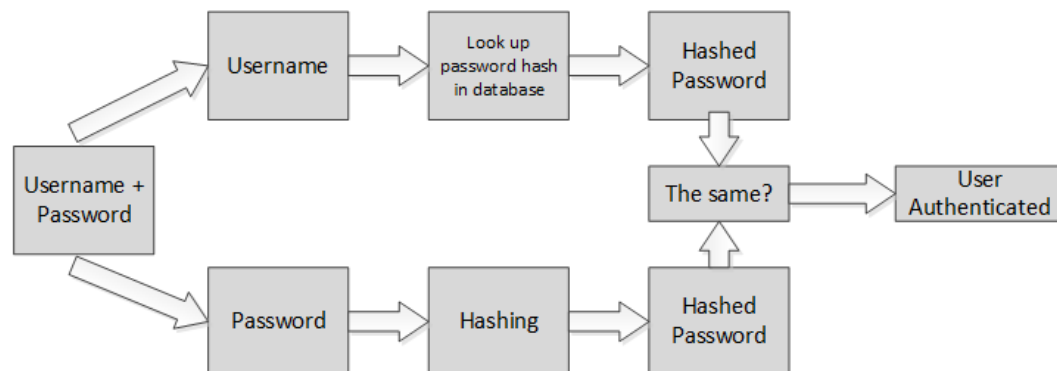 Username
Look up
password hash
in database
Hashed
Password
Username +
Password
The same?
User
Authenticated
Password
Hashing
Hashed
Password